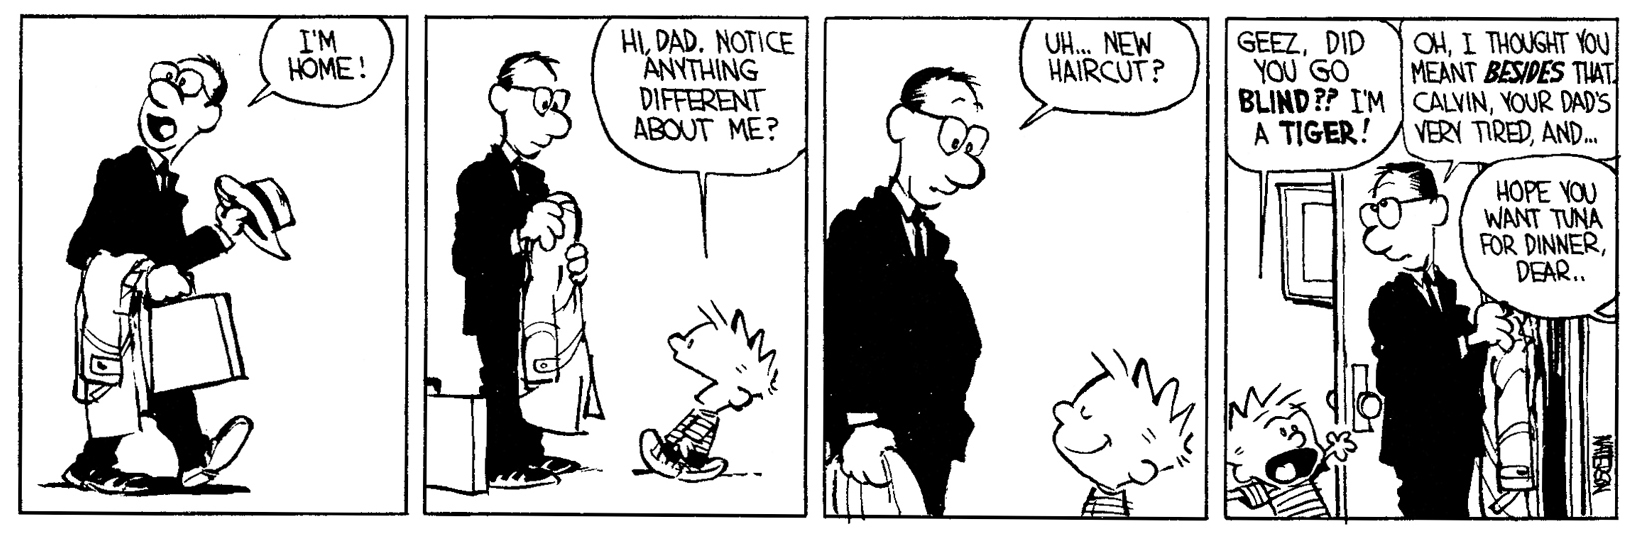 I'M
HOME!
HI, DAD. NOTICE
ANYTHING
DIFFERENT
ABOUT ME?
UH... NEW
HAIRCUT?
GEEZ, DID
YOU GO
BLIND?? I'M
A TIGER!
OH, I THOUGHT YOU
MEANT BESIDES THAT.
CALVIN, YOUR DAD'S
VERY TIRED, AND...
HOPE YOU
WANT TUNA
FOR DINNER,
DEAR..
WATTERSON